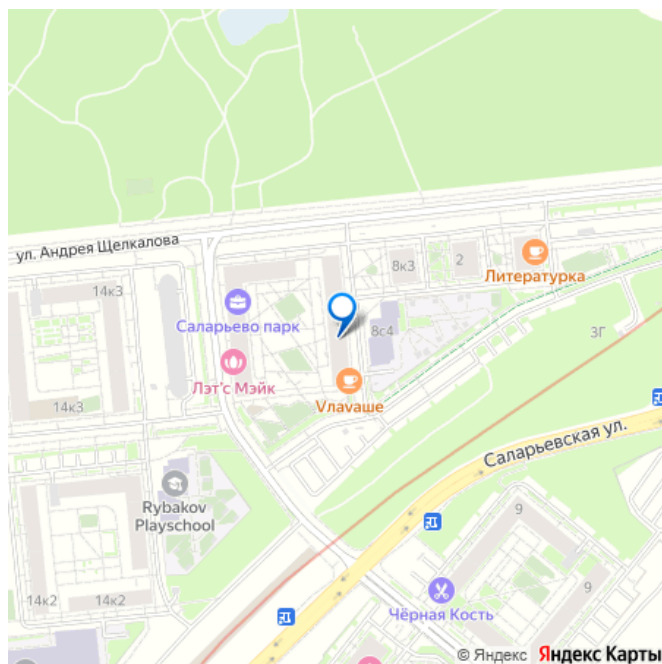 ул. Андрея Щелкалова
14к3
8к3
2
Литературка
Саларьево парк
8с4
3Г
Лэт'с Мэйк
Vлаvаше
14к3
Саларьевская ул.
Rybakov
Playschool
9
9
14к2
14к2
Чёрная Кость
© Яндекс Яндекс Карты